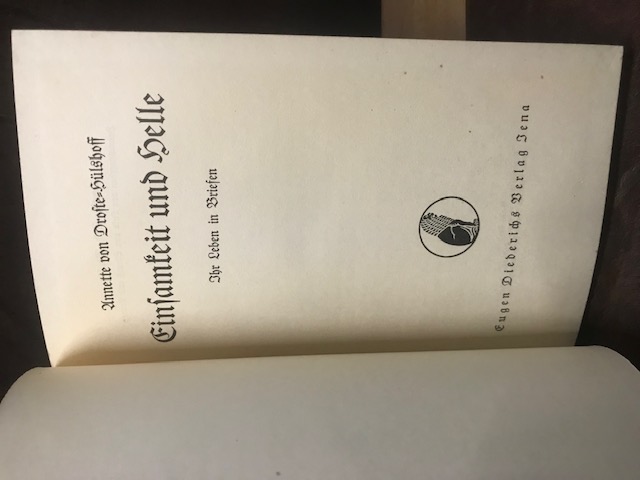 Annette von Droste-Hülshoff
Einsamkeit und Helle
Ihr Leben in Briefen
Eugen Diederichs Verlag Jena